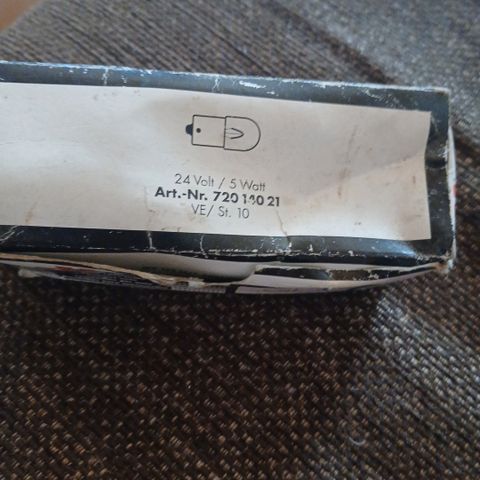 24 Volt / 5 Watt
Art.-Nr. 720 140 21
VE/ St. 10